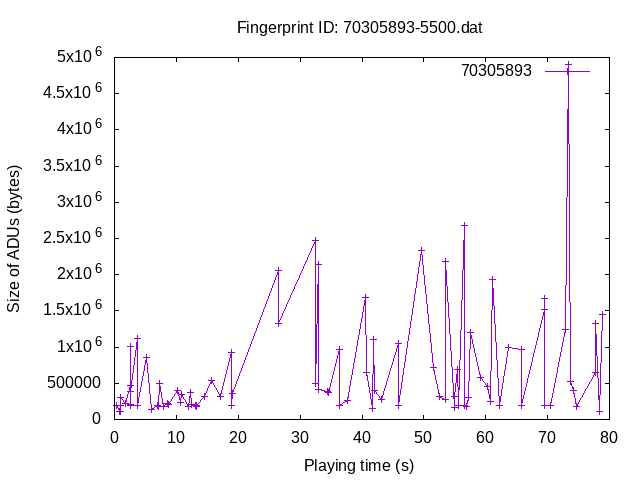 Fingerprint ID: 70305893-5500.dat
5x10^6
4.5x10^6
4x10^6
3.5x10^6
3x10^6
2.5x10^6
2x10^6
1.5x10^6
1x10^6
500000
0
Size of ADUs (bytes)
70305893
0 10 20 30 40 50 60 70 80
Playing time (s)